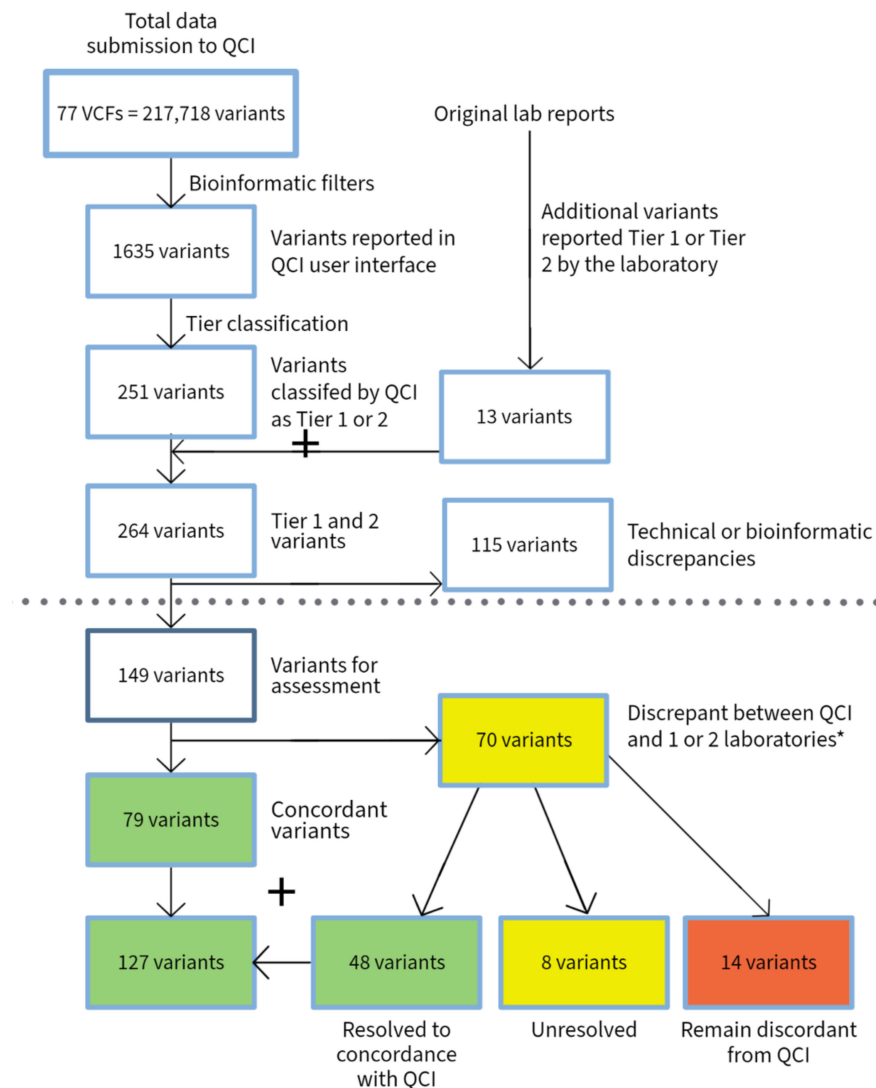 Total data
submission to QCI
77 VCFs = 217,718 variants
Original lab reports
Bioinformatic filters
1635 variants
Variants reported in
QCI user interface
Additional variants
reported Tier 1 or Tier
2 by the laboratory
Tier classification
251 variants
Variants
classifed by QCI
as Tier 1 or 2
13 variants
+
264 variants
Tier 1 and 2
variants
115 variants
Technical or bioinformatic
discrepancies
149 variants
Variants for
assessment
70 variants
Discrepant between QCI
and 1 or 2 laboratories*
79 variants
Concordant
variants
+
127 variants
48 variants
8 variants
14 variants
Resolved to
concordance
with QCI
Unresolved
Remain discordant
from QCI